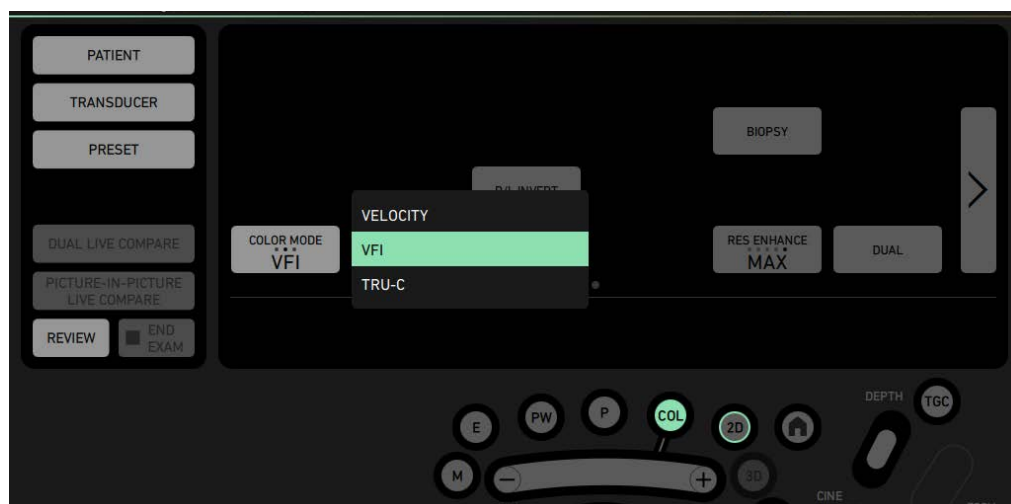 PATIENT
TRANSDUCER
PRESET
DUAL LIVE COMPARE
PICTURE-IN-PICTURE
LIVE COMPARE
REVIEW
END
EXAM
BIOPSY
COLOR MODE
VFI
VELOCITY
VFI
TRU-C
RES ENHANCE
MAX
DUAL
M
E
PW
P
COL
2D
3D
DEPTH
TGC
CINE